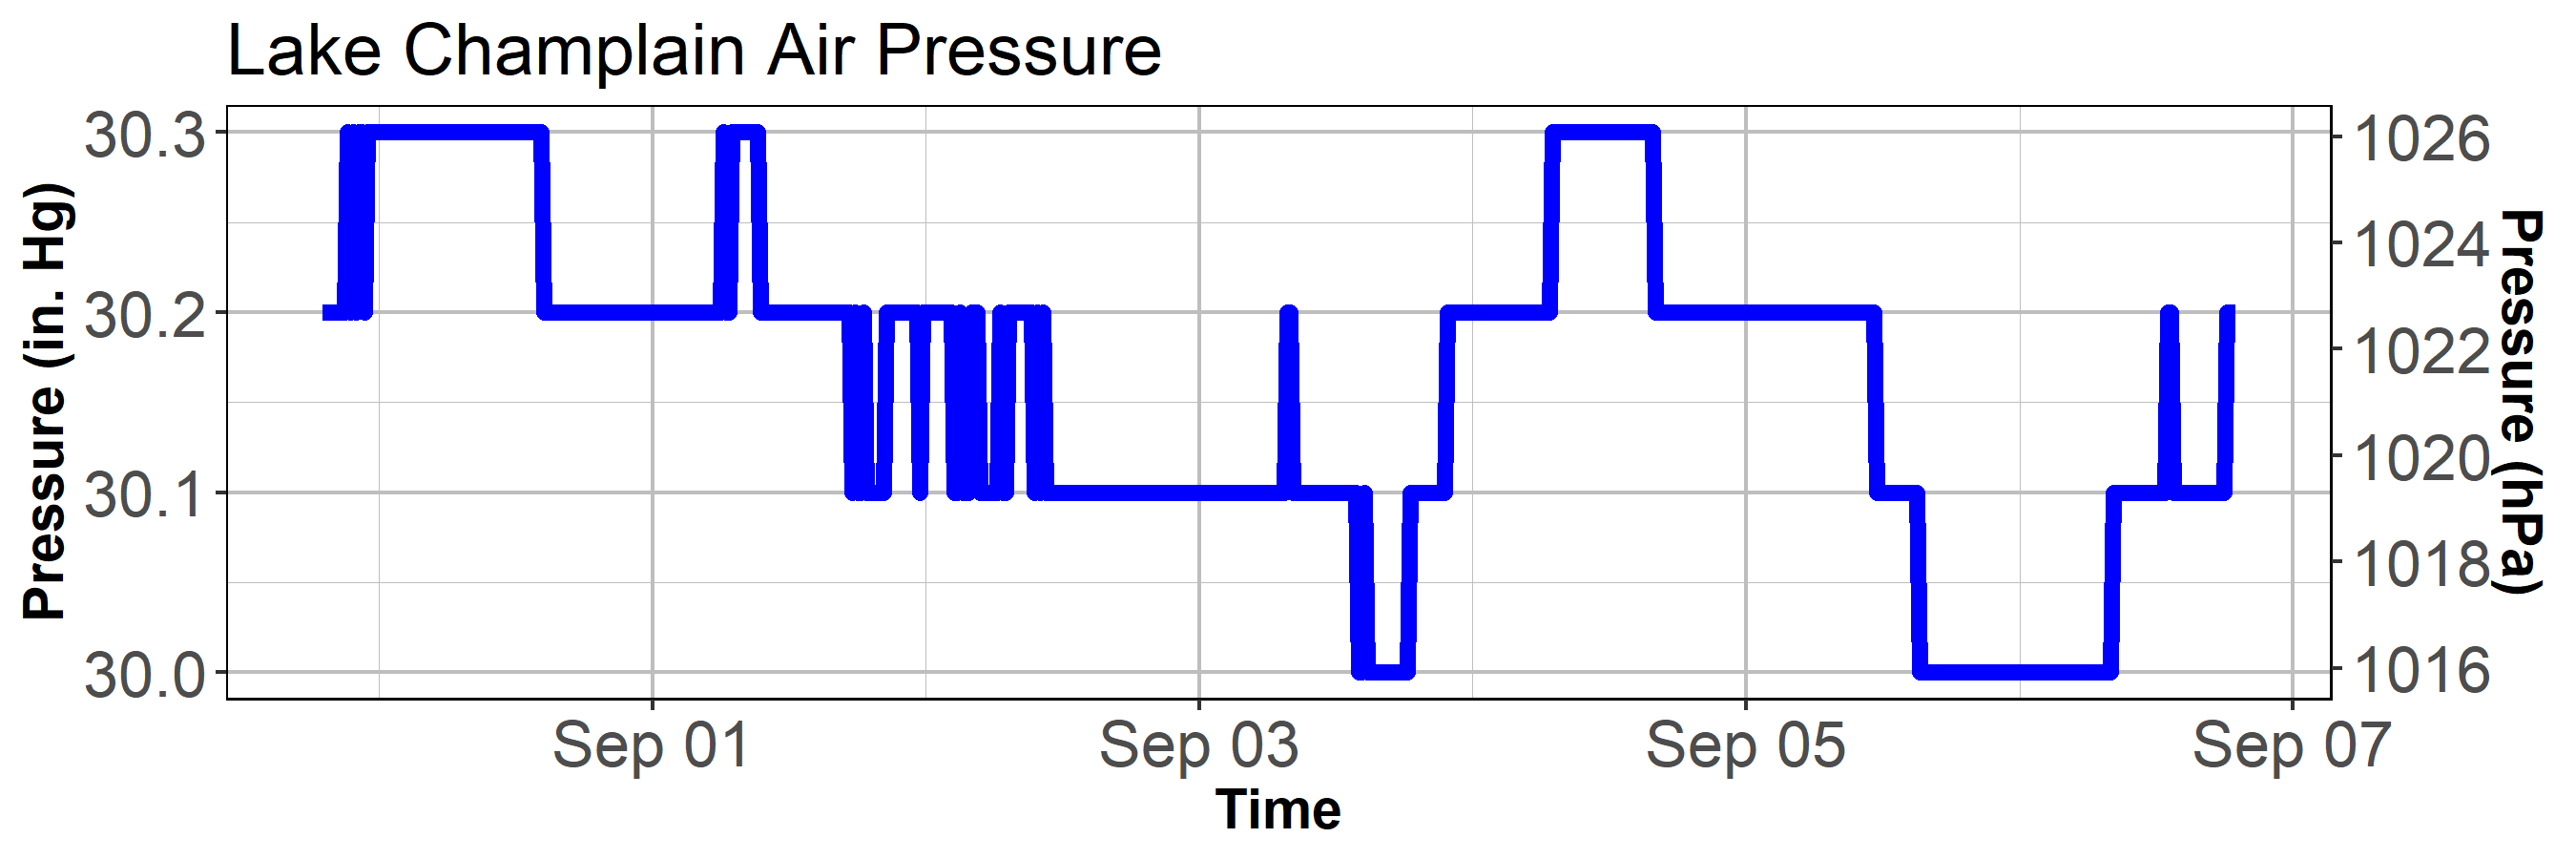 Lake Champlain Air Pressure
Pressure (in. Hg)
30.3
30.2
30.1
30.0
1026
1024
1022
1020
1018
1016
Pressure (hPa)
Sep 01
Sep 03
Sep 05
Sep 07
Time